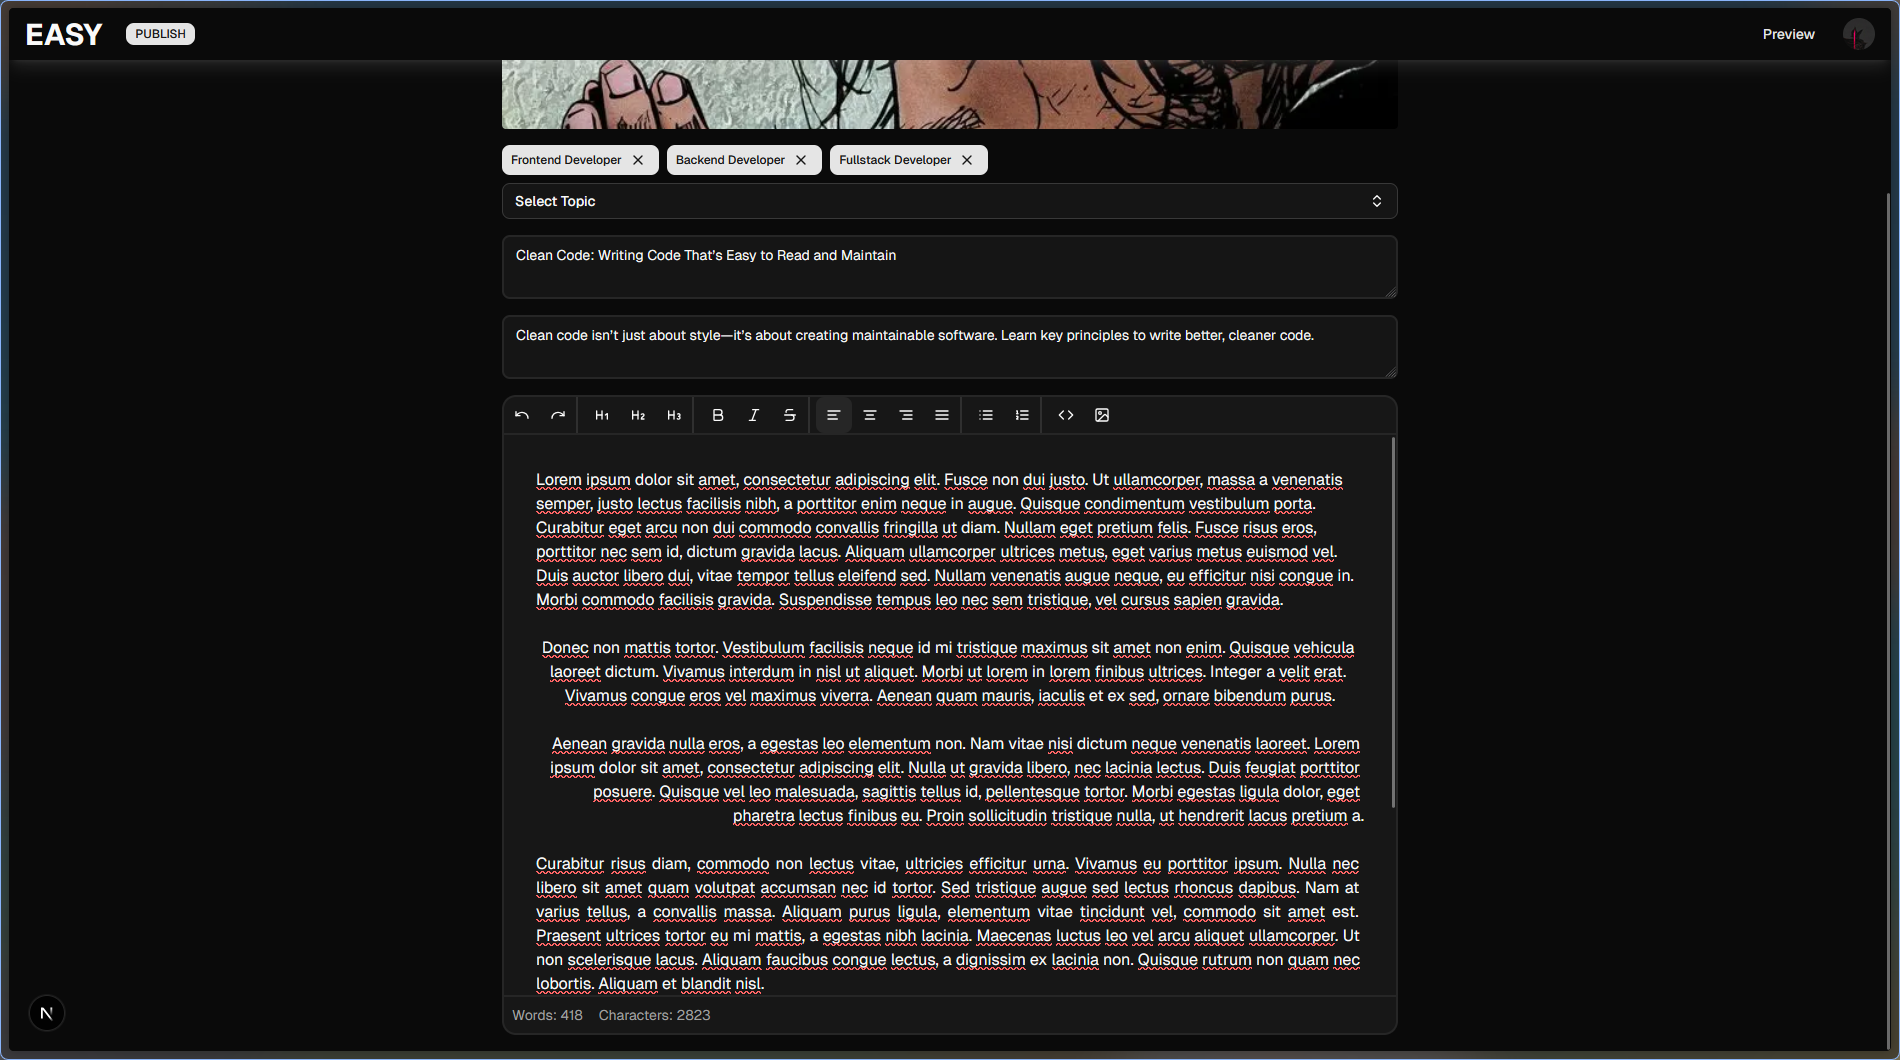 EASY PUBLISH Preview
Frontend Developer Backend Developer Fullstack Developer
Select Topic
Clean Code: Writing Code That's Easy to Read and Maintain
Clean code isn't just about style—it's about creating maintainable software. Learn key principles to write better, cleaner code.
H1 H2 H3 B I S
Lorem ipsum dolor sit amet, consectetur adipiscing elit. Fusce non dui justo. Ut ullamcorper, massa a venenatis
semper, justo lectus facilisis nibh, a porttitor enim neque in augue. Quisque condimentum vestibulum porta.
Curabitur eget arcu non dui commodo convallis fringilla ut diam. Nullam eget pretium felis. Fusce risus eros,
porttitor nec sem id, dictum gravida lacus. Aliquam ullamcorper ultrices metus, eget varius metus euismod vel.
Duis auctor libero dui, vitae tempor tellus eleifend sed. Nullam venenatis augue neque, eu efficitur nisi congue in.
Morbi commodo facilisis gravida. Suspendisse tempus leo nec sem tristique, vel cursus sapien gravida.
Donec non mattis tortor. Vestibulum facilisis neque id mi tristique maximus sit amet non enim. Quisque vehicula
laoreet dictum. Vivamus interdum in nisl ut aliquet. Morbi ut lorem in lorem finibus ultrices. Integer a velit erat.
Vivamus congue eros vel maximus viverra. Aenean quam mauris, iaculis et ex sed, ornare bibendum purus.
Aenean gravida nulla eros, a egestas leo elementum non. Nam vitae nisi dictum neque venenatis laoreet. Lorem
ipsum dolor sit amet, consectetur adipiscing elit. Nulla ut gravida libero, nec lacinia lectus. Duis feugiat porttitor
posuere. Quisque vel leo malesuada, sagittis tellus id, pellentesque tortor. Morbi egestas ligula dolor, eget
pharetra lectus finibus eu. Proin sollicitudin tristique nulla, ut hendrerit lacus pretium a.
Curabitur risus diam, commodo non lectus vitae, ultricies efficitur urna. Vivamus eu porttitor ipsum. Nulla nec
libero sit amet quam volutpat accumsan nec id tortor. Sed tristique augue sed lectus rhoncus dapibus. Nam at
varius tellus, a convallis massa. Aliquam purus ligula, elementum vitae tincidunt vel, commodo sit amet est.
Praesent ultrices tortor eu mi mattis, a egestas nibh lacinia. Maecenas luctus leo vel arcu aliquet ullamcorper. Ut
non scelerisque lacus. Aliquam faucibus congue lectus, a dignissim ex lacinia non. Quisque rutrum non quam nec
lobortis. Aliquam et blandit nisl.
Words: 418 Characters: 2823
N